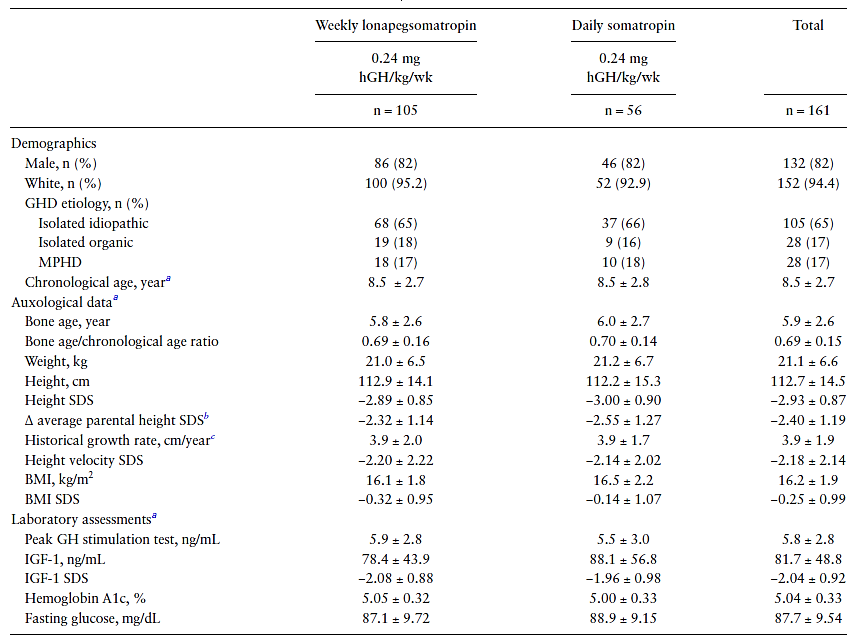 Weekly lonapegsomatropin Daily somatropin Total
0.24 mg 0.24 mg
hGH/kg/wk hGH/kg/wk
n = 105 n = 56 n = 161
Demographics
Male, n (%) 86 (82) 46 (82) 132 (82)
White, n (%) 100 (95.2) 52 (92.9) 152 (94.4)
GHD etiology, n (%)
Isolated idiopathic 68 (65) 37 (66) 105 (65)
Isolated organic 19 (18) 9 (16) 28 (17)
MPHD 18 (17) 10 (18) 28 (17)
Chronological age, year^a 8.5 ± 2.7 8.5 ± 2.8 8.5 ± 2.7
Auxological data^a
Bone age, year 5.8 ± 2.6 6.0 ± 2.7 5.9 ± 2.6
Bone age/chronological age ratio 0.69 ± 0.16 0.70 ± 0.14 0.69 ± 0.15
Weight, kg 21.0 ± 6.5 21.2 ± 6.7 21.1 ± 6.6
Height, cm 112.9 ± 14.1 112.2 ± 15.3 112.7 ± 14.5
Height SDS −2.89 ± 0.85 −3.00 ± 0.90 −2.93 ± 0.87
Δ average parental height SDS^b −2.32 ± 1.14 −2.55 ± 1.27 −2.40 ± 1.19
Historical growth rate, cm/year^c 3.9 ± 2.0 3.9 ± 1.7 3.9 ± 1.9
Height velocity SDS −2.20 ± 2.22 −2.14 ± 2.02 −2.18 ± 2.14
BMI, kg/m² 16.1 ± 1.8 16.5 ± 2.2 16.2 ± 1.9
BMI SDS −0.32 ± 0.95 −0.14 ± 1.07 −0.25 ± 0.99
Laboratory assessments^a
Peak GH stimulation test, ng/mL 5.9 ± 2.8 5.5 ± 3.0 5.8 ± 2.8
IGF-1, ng/mL 78.4 ± 43.9 88.1 ± 56.8 81.7 ± 48.8
IGF-1 SDS −2.08 ± 0.88 −1.96 ± 0.98 −2.04 ± 0.92
Hemoglobin A1c, % 5.05 ± 0.32 5.00 ± 0.33 5.04 ± 0.33
Fasting glucose, mg/dL 87.1 ± 9.72 88.9 ± 9.15 87.7 ± 9.54